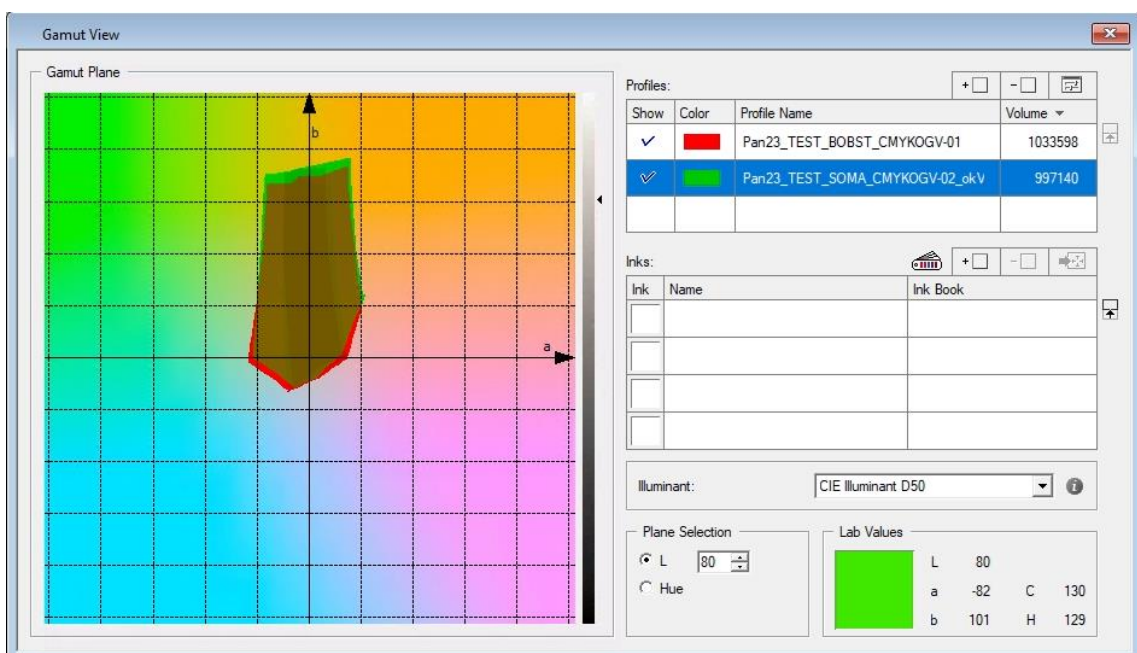 Gamut View
Gamut Plane
b
a
Profiles:
Show Color Profile Name Volume
Pan23_TEST_BOBST_CMYKOGV-01 1033598
Pan23_TEST_SOMA_CMYKOGV-02_okV 997140
Inks:
Ink Name Ink Book
Illuminant: CIE Illuminant D50
Plane Selection
L 80
Hue
Lab Values
L 80
a -82 C 130
b 101 H 129